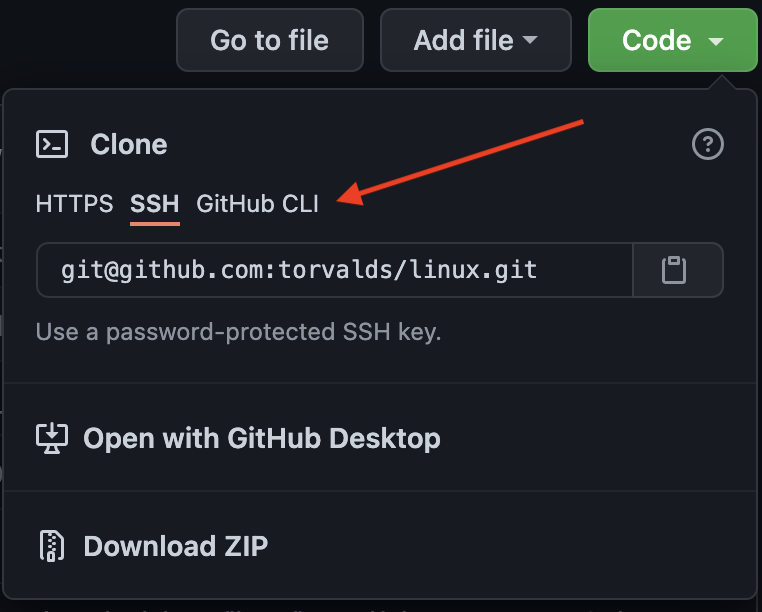 Go to file Add file Code
Clone
HTTPS SSH GitHub CLI
git@github.com:torvalds/linux.git
Use a password-protected SSH key.
Open with GitHub Desktop
Download ZIP